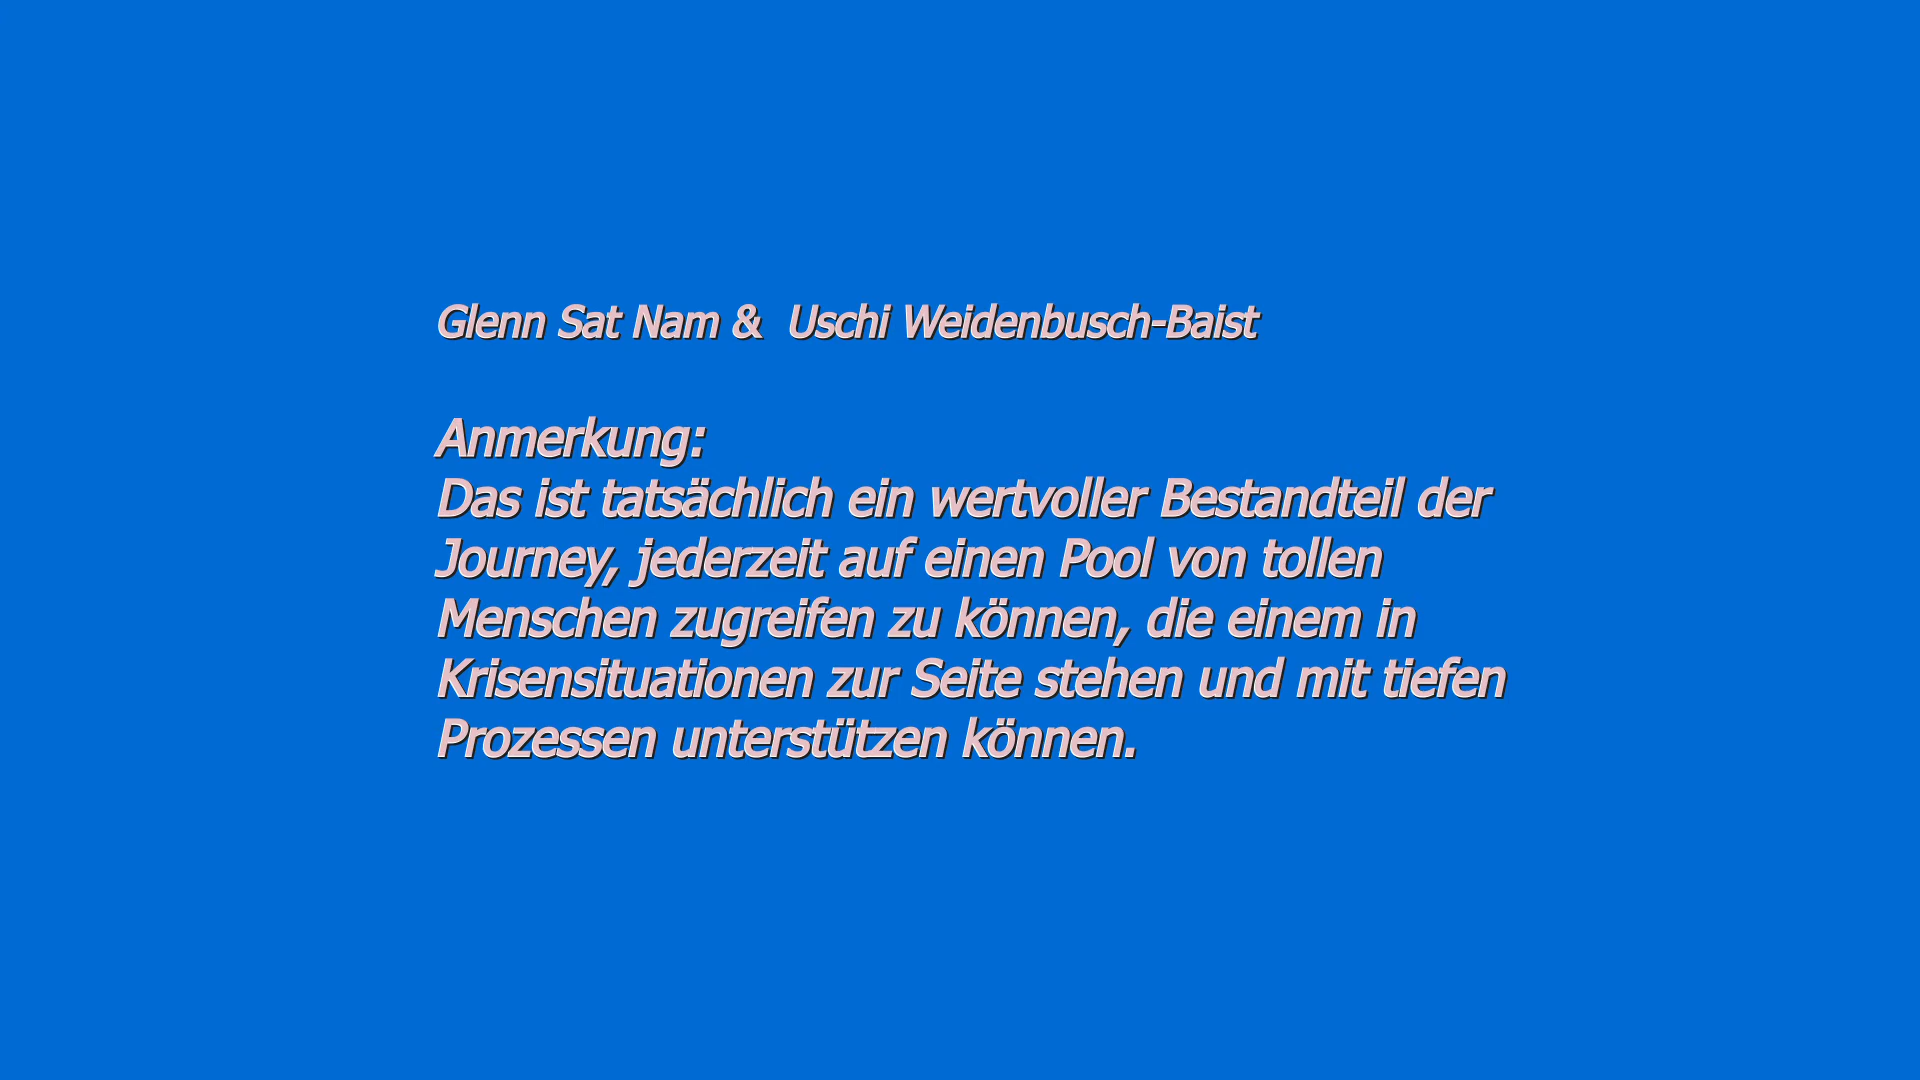 Glenn Sat Nam &  Uschi Weidenbusch-Baist
Anmerkung:
Das ist tatsächlich ein wertvoller Bestandteil der
Journey, jederzeit auf einen Pool von tollen
Menschen zugreifen zu können, die einem in
Krisensituationen zur Seite stehen und mit tiefen
Prozessen unterstützen können.